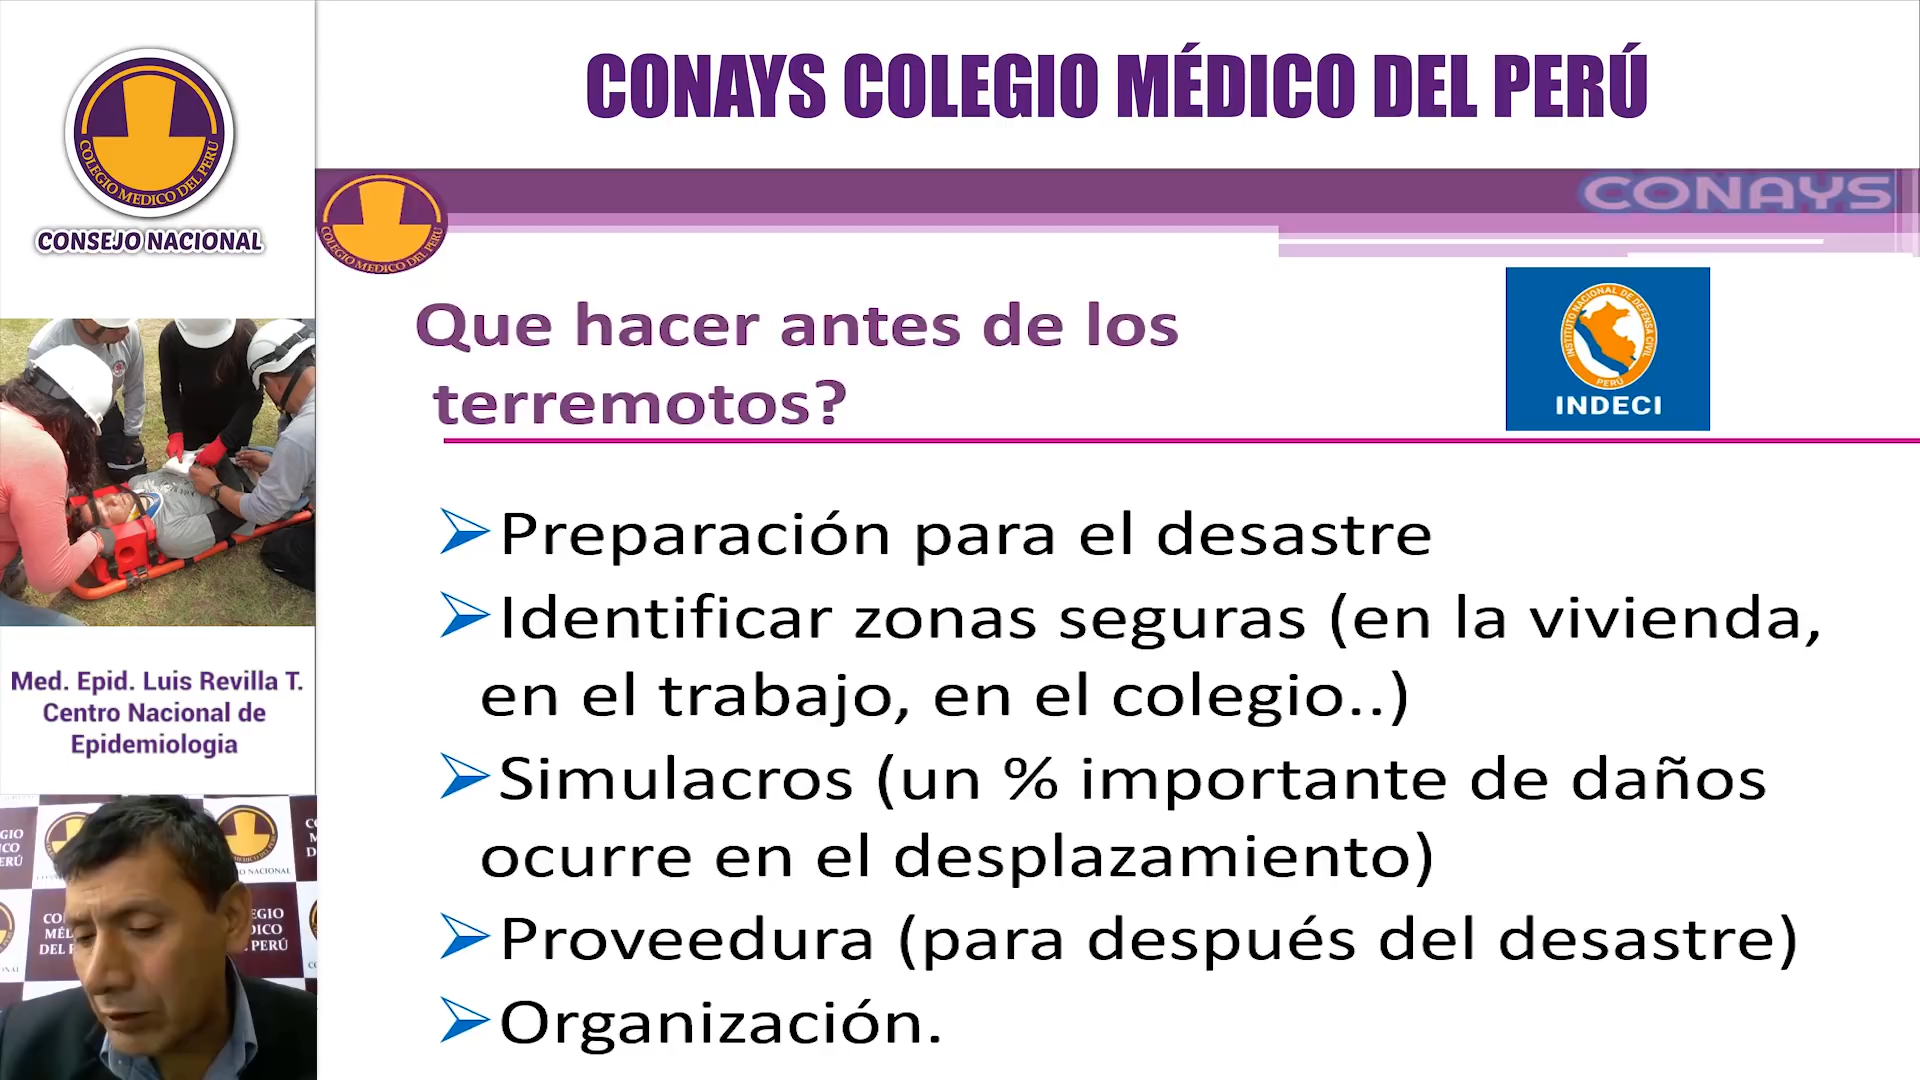 COLEGIO MEDICO DEL PERU
CONSEJO NACIONAL
CONAYS COLEGIO MÉDICO DEL PERÚ
COLEGIO MEDICO DEL PERU
CONAYS
Que hacer antes de los
terremotos?
INSTITUTO NACIONAL DE DEFENSA CIVIL
PERÚ
INDECI
Preparación para el desastre
Identificar zonas seguras (en la vivienda,
en el trabajo, en el colegio..)
Simulacros (un % importante de daños
ocurre en el desplazamiento)
Proveedura (para después del desastre)
Organización.
Med. Epid. Luis Revilla T.
Centro Nacional de
Epidemiologia